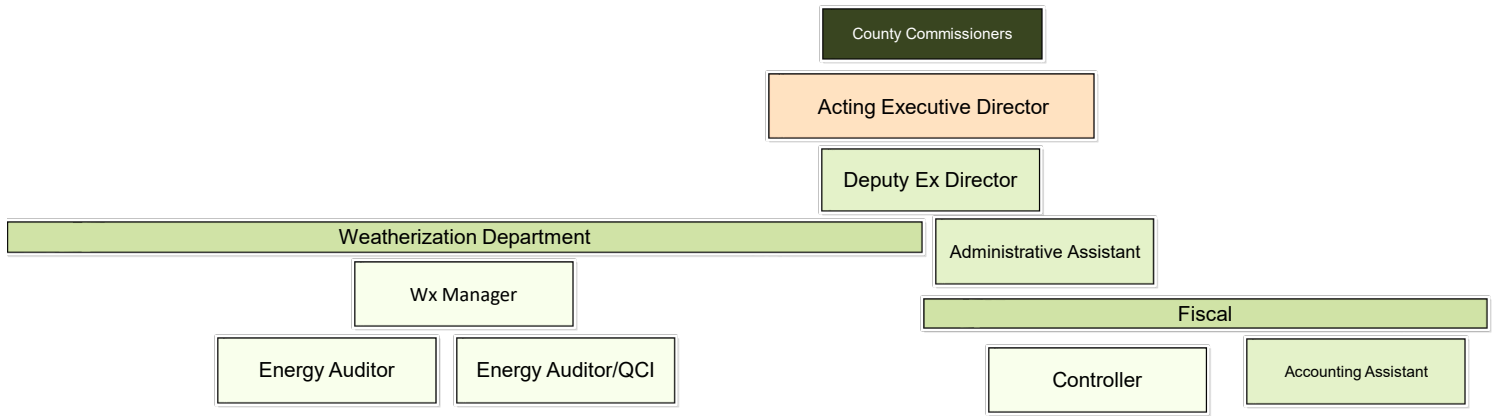 County Commissioners
Acting Executive Director
Deputy Ex Director
Weatherization Department
Administrative Assistant
Wx Manager
Fiscal
Energy Auditor
Energy Auditor/QCI
Controller
Accounting Assistant